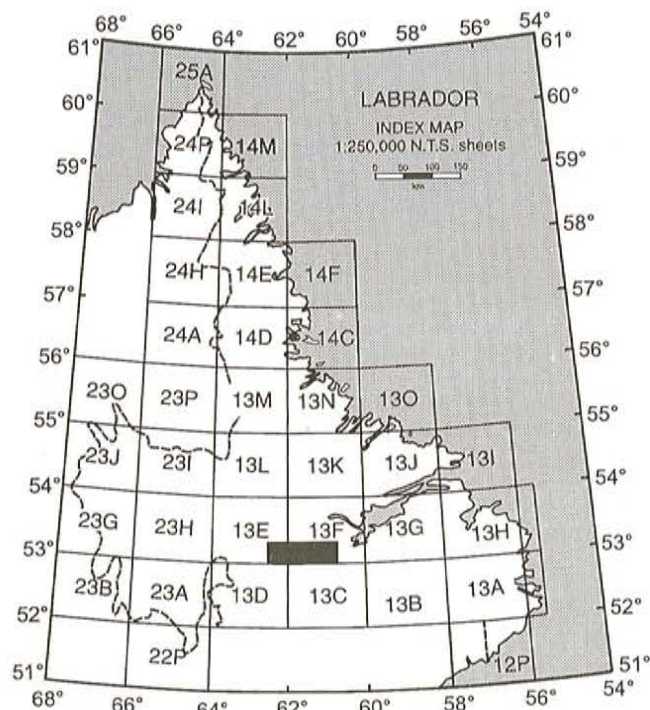 66° 64° 62° 60° 58° 56° 54°
68°
61° 61°
25A
60° 60°
LABRADOR
INDEX MAP
1:250,000 N.T.S. sheets
24P 14M
0 50 100 150
km
59° 59°
24I 14L
58° 58°
24H 14E 14F
57° 57°
24A 14D 14C
56° 56°
23O 23P 13M 13N 13O
55° 55°
23J 23I 13L 13K 13J 13I
54° 54°
23G 23H 13E 13F 13G 13H
53° 53°
23B 23A 13D 13C 13B 13A
52° 52°
22P 12P
51° 51°
68° 66° 64° 62° 60° 58° 56° 54°